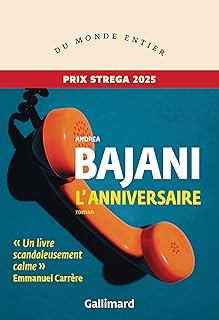 DU MONDE ENTIER
PRIX STREGA 2025
ANDREA
BAJANI
L'ANNIVERSAIRE
roman
« Un livre
scandaleusement
calme »
Emmanuel Carrère
Gallimard